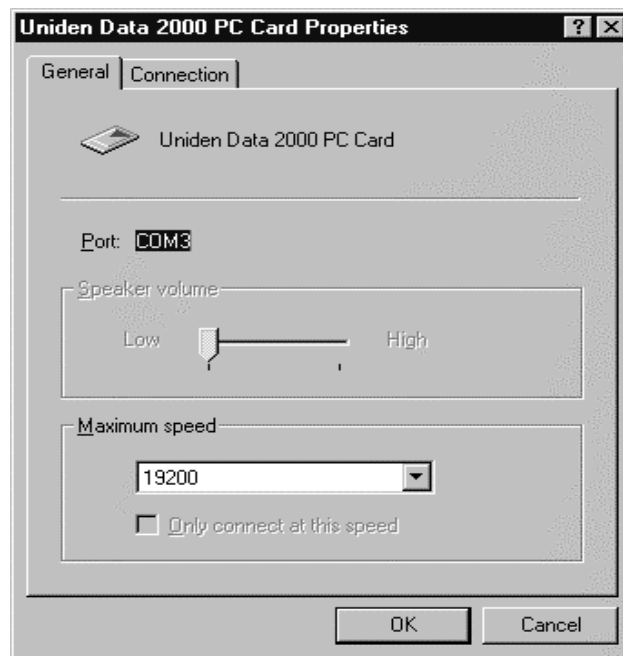 Uniden Data 2000 PC Card Properties
General Connection
Uniden Data 2000 PC Card
Port: COM3
Speaker volume
Low High
Maximum speed
19200
Only connect at this speed
OK Cancel